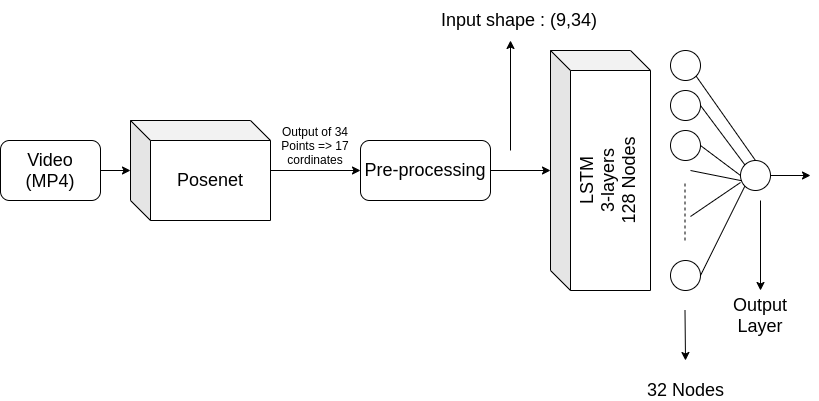 Input shape : (9,34)
Video
(MP4)
Posenet
Output of 34
Points => 17
cordinates
Pre-processing
LSTM
3-layers
128 Nodes
Output
Layer
32 Nodes